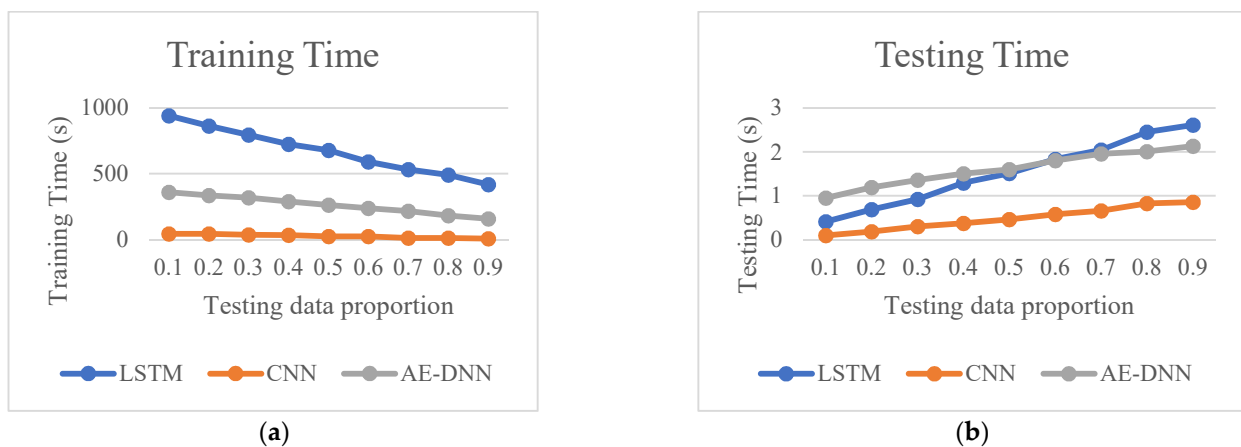 Training Time
Training Time (s)
1000
500
0
0.1 0.2 0.3 0.4 0.5 0.6 0.7 0.8 0.9
Testing data proportion
LSTM CNN AE-DNN
(a)
Testing Time
Testing Time (s)
3
2
1
0
0.1 0.2 0.3 0.4 0.5 0.6 0.7 0.8 0.9
Testing data proportion
LSTM CNN AE-DNN
(b)